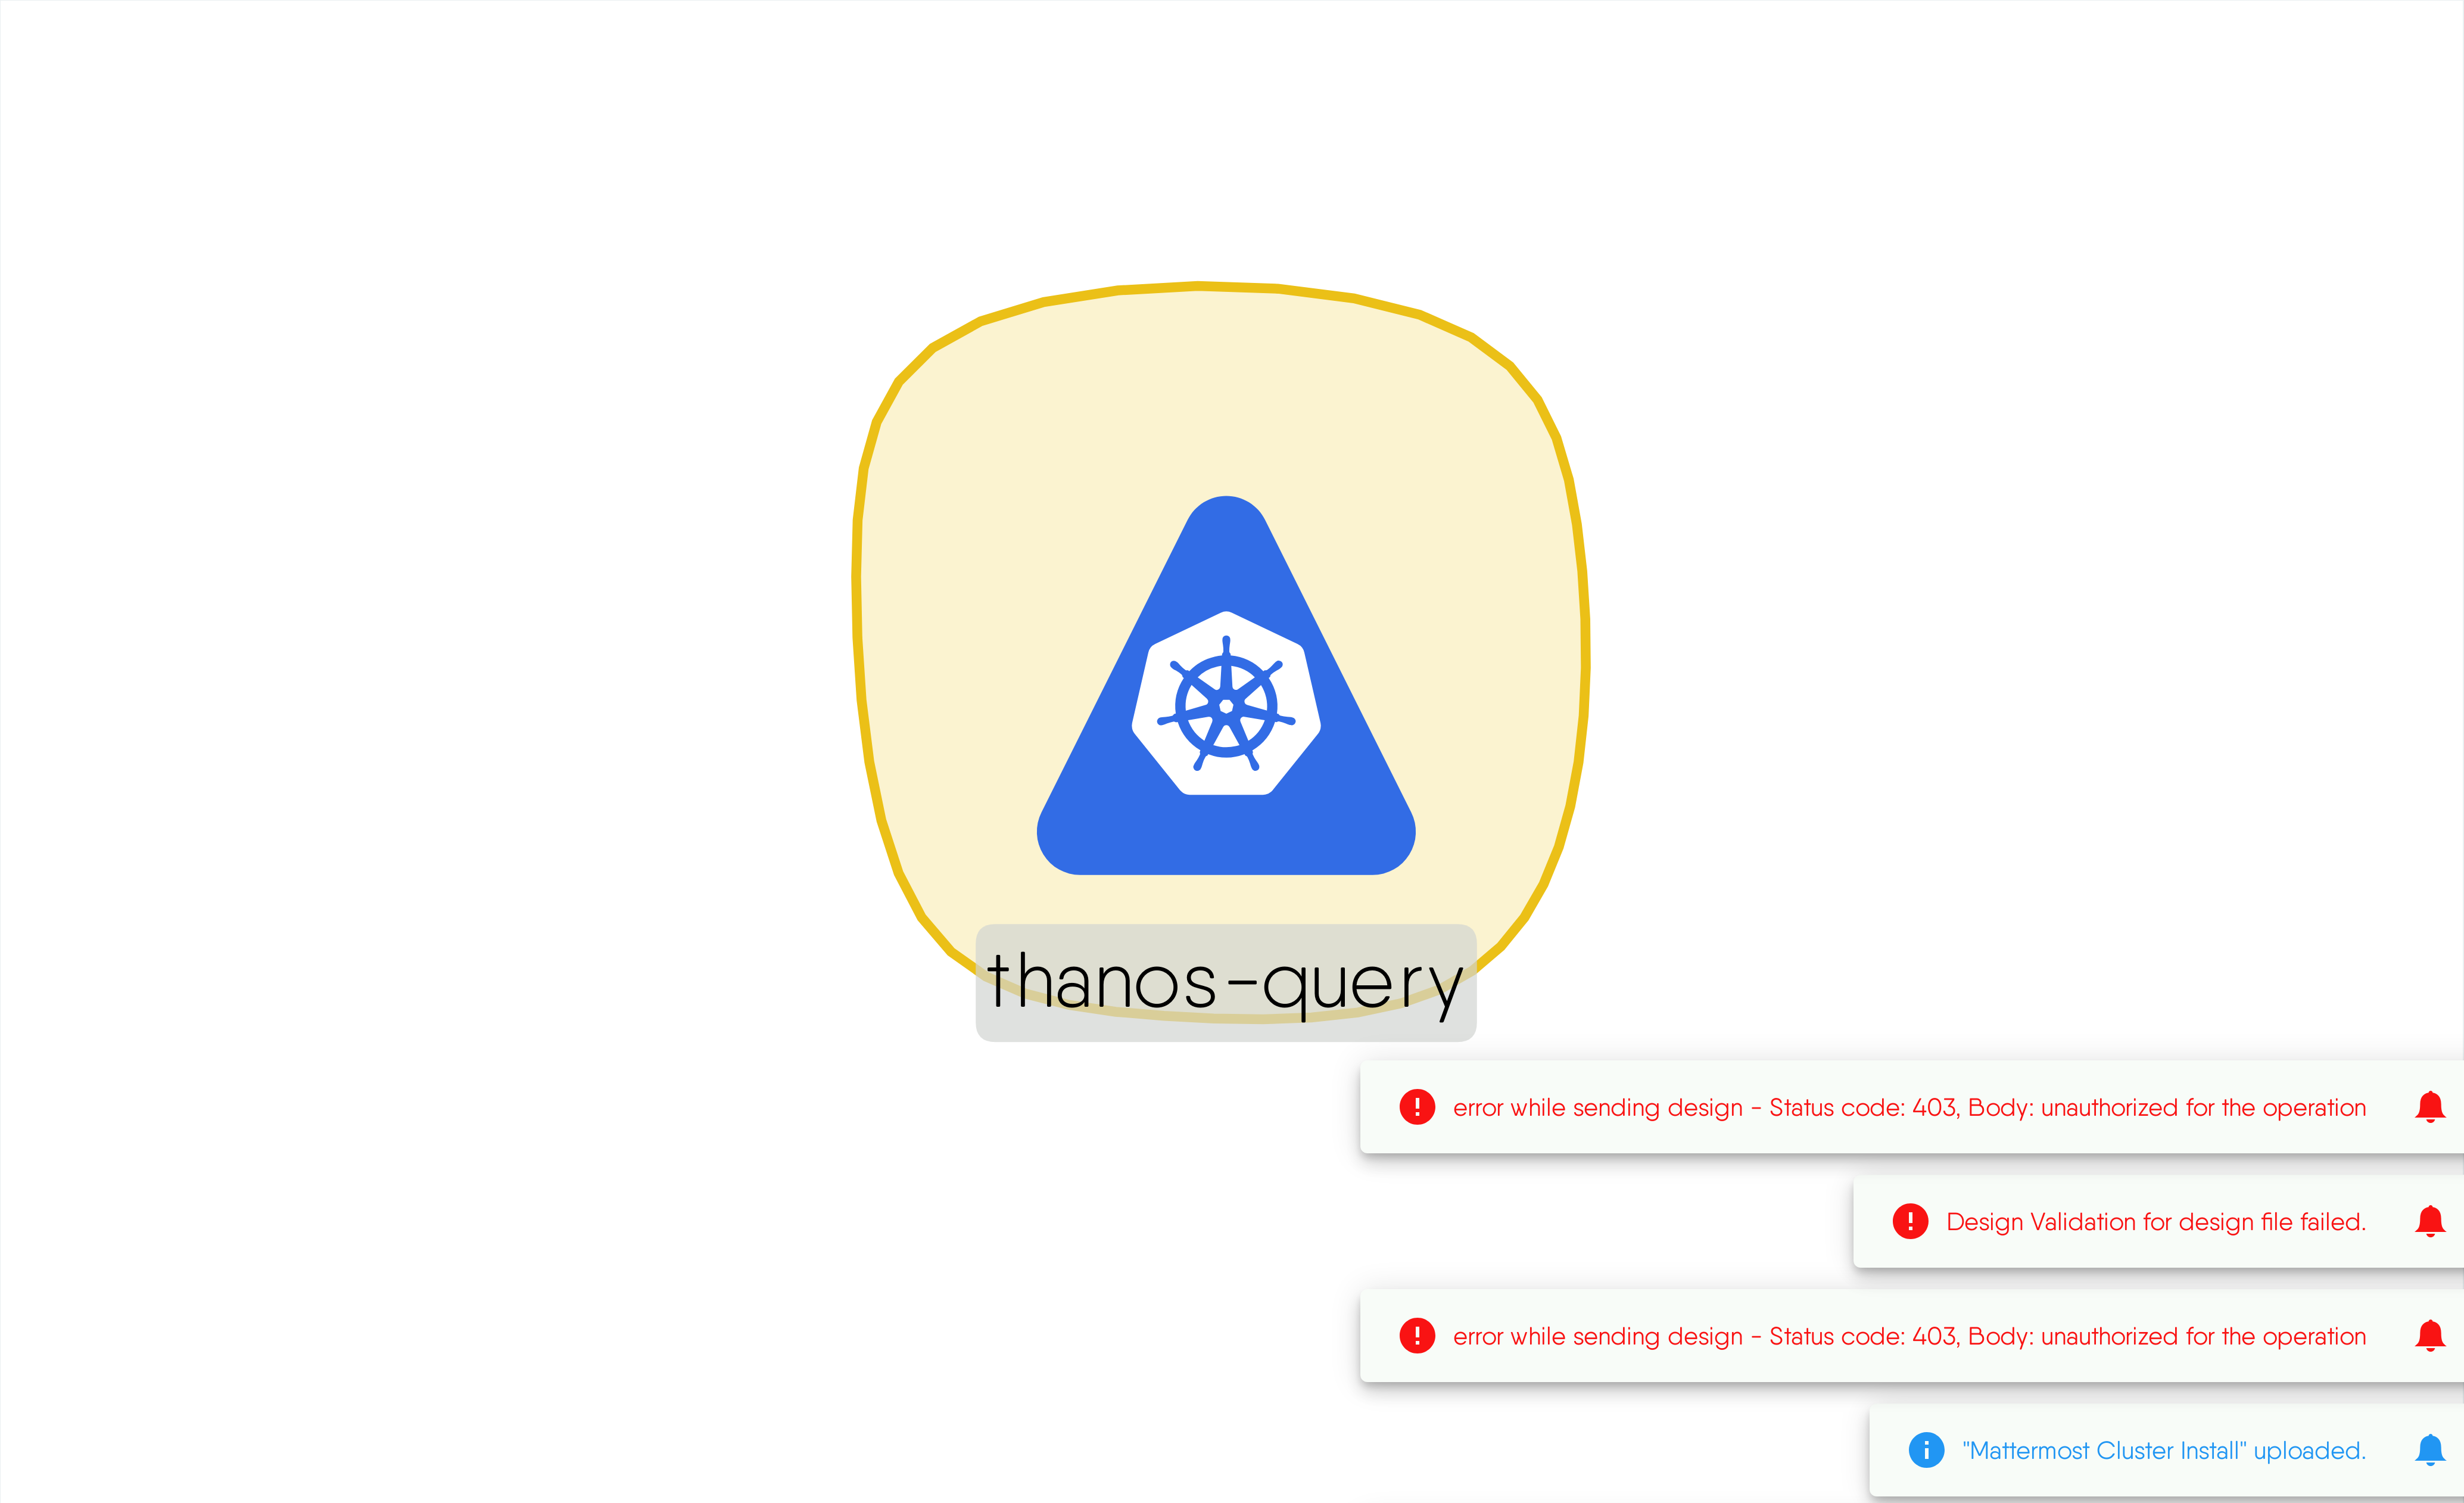 thanos-query
error while sending design - Status code: 403, Body: unauthorized for the operation
Design Validation for design file failed.
error while sending design - Status code: 403, Body: unauthorized for the operation
"Mattermost Cluster Install" uploaded.